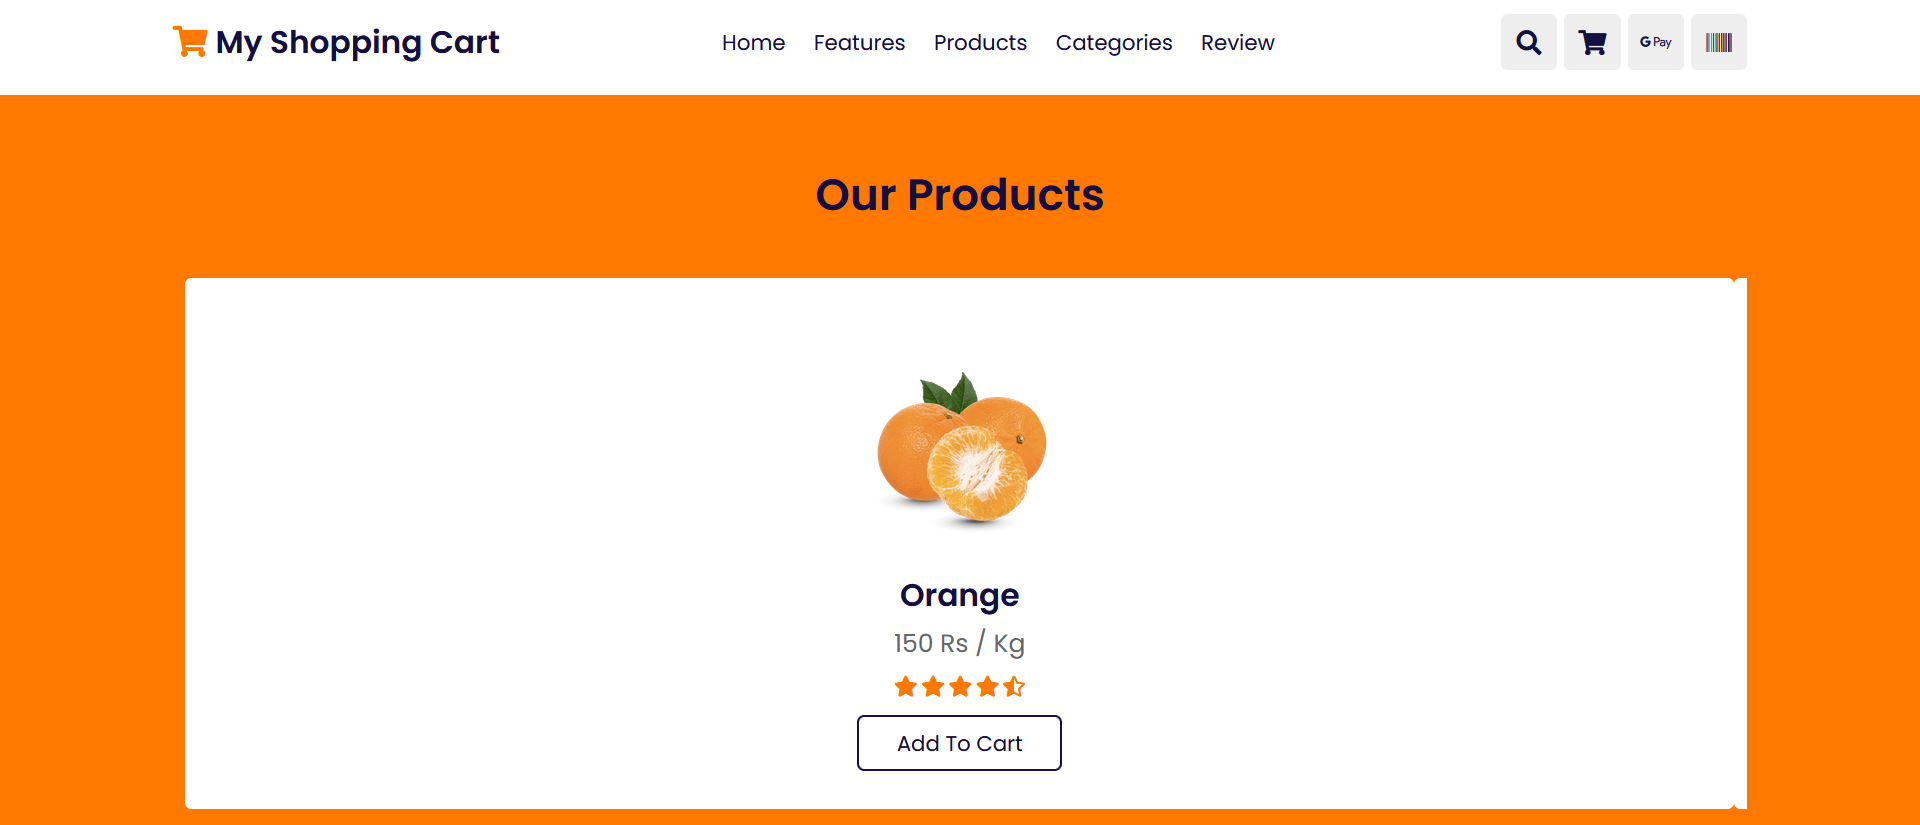 My Shopping Cart
Home Features Products Categories Review
G Pay
Our Products
Orange
150 Rs / Kg
Add To Cart